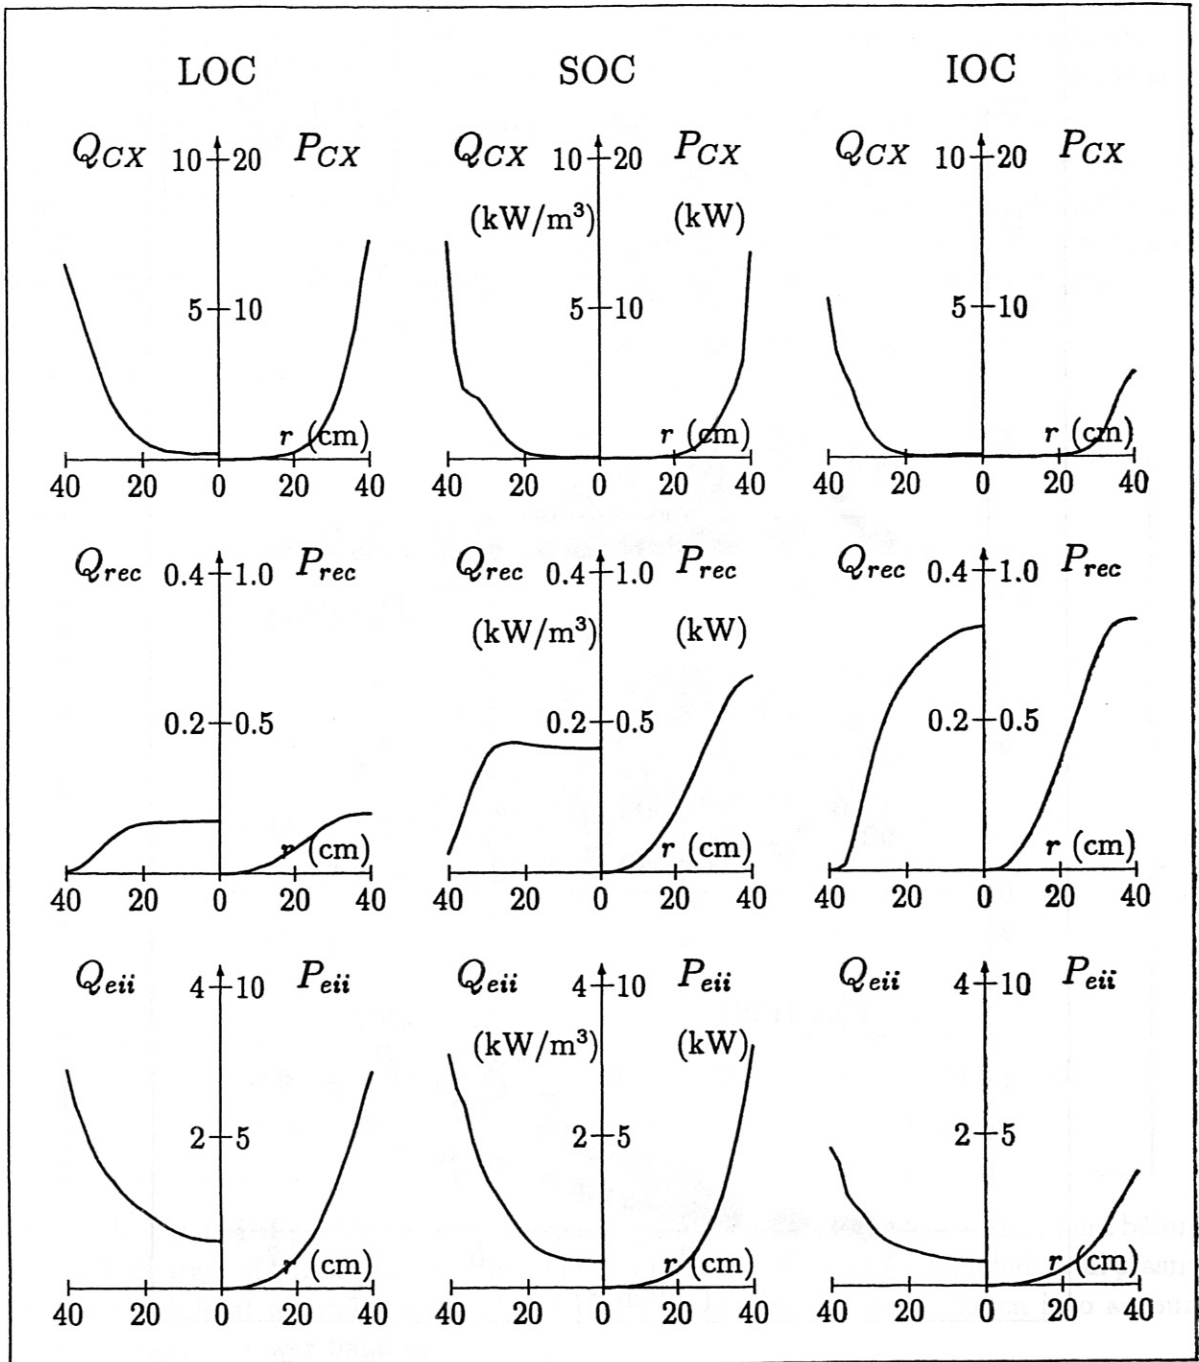 LOC SOC IOC
Q_CX 10 20 P_CX Q_CX 10 20 P_CX Q_CX 10 20 P_CX
(kW/m³) (kW)
5 10 5 10 5 10
r (cm) r (cm) r (cm)
40 20 0 20 40 40 20 0 20 40 40 20 0 20 40
Q_rec 0.4 1.0 P_rec Q_rec 0.4 1.0 P_rec Q_rec 0.4 1.0 P_rec
(kW/m³) (kW)
0.2 0.5 0.2 0.5 0.2 0.5
r (cm) r (cm) r (cm)
40 20 0 20 40 40 20 0 20 40 40 20 0 20 40
Q_eii 4 10 P_eii Q_eii 4 10 P_eii Q_eii 4 10 P_eii
(kW/m³) (kW)
2 5 2 5 2 5
r (cm) r (cm) r (cm)
40 20 0 20 40 40 20 0 20 40 40 20 0 20 40